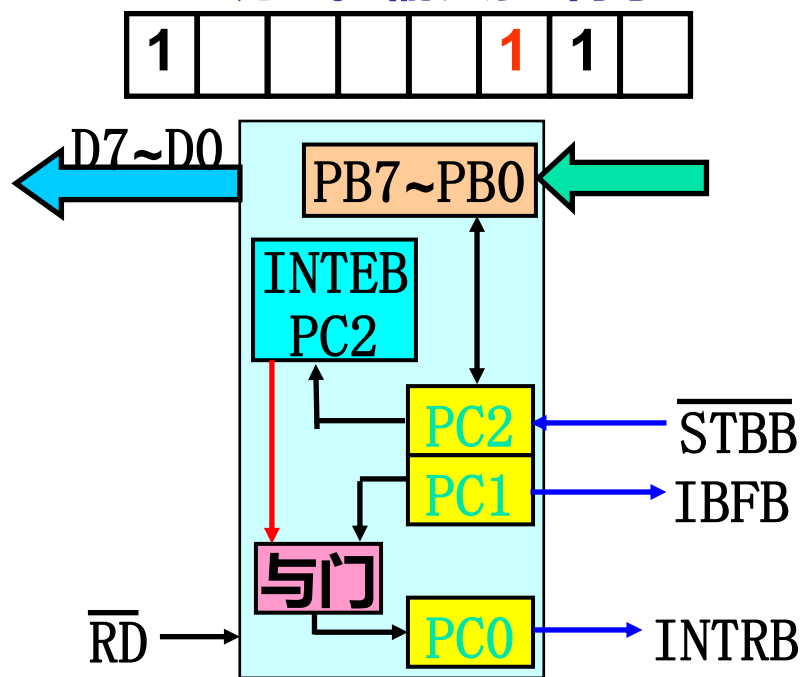 1 1 1
D7~D0
PB7~PB0
INTEB
PC2
PC2
STBB
PC1
IBFB
与门
RD
PC0
INTRB